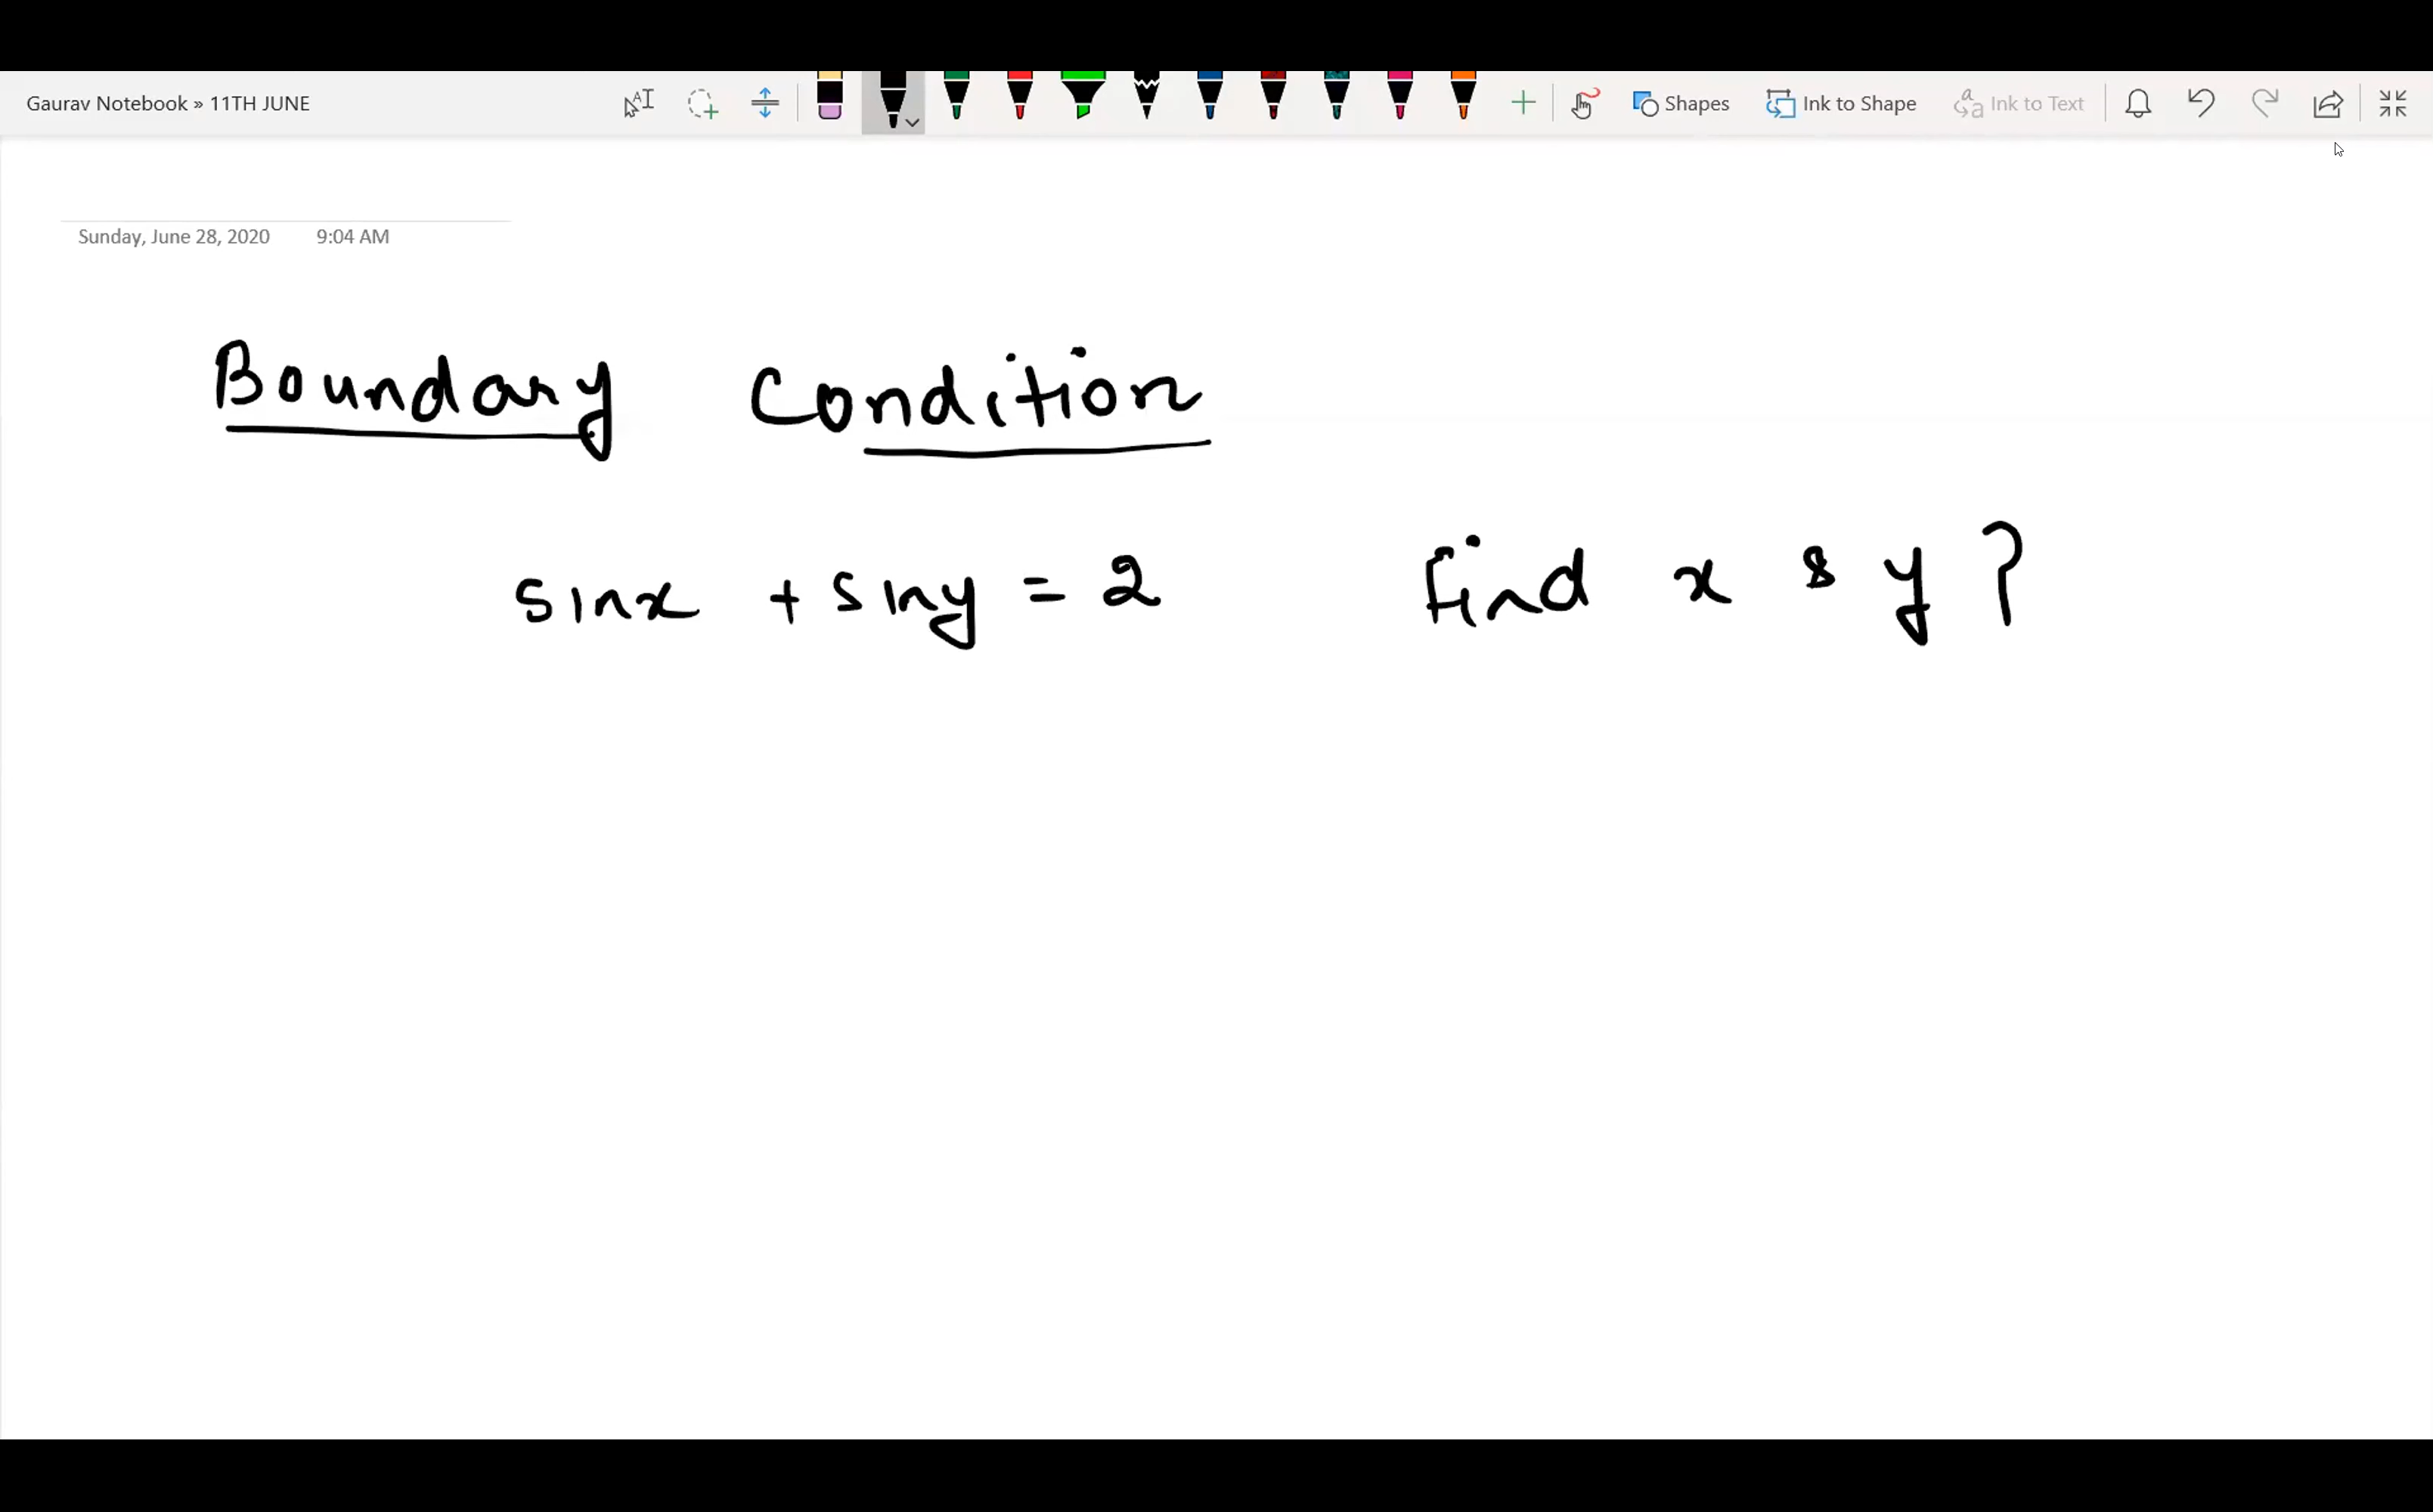 Gaurav Notebook » 11TH JUNE Shapes Ink to Shape Ink to Text
Sunday, June 28, 2020 9:04 AM
Boundary Condition
sinx + siny = 2 Find x & y ?